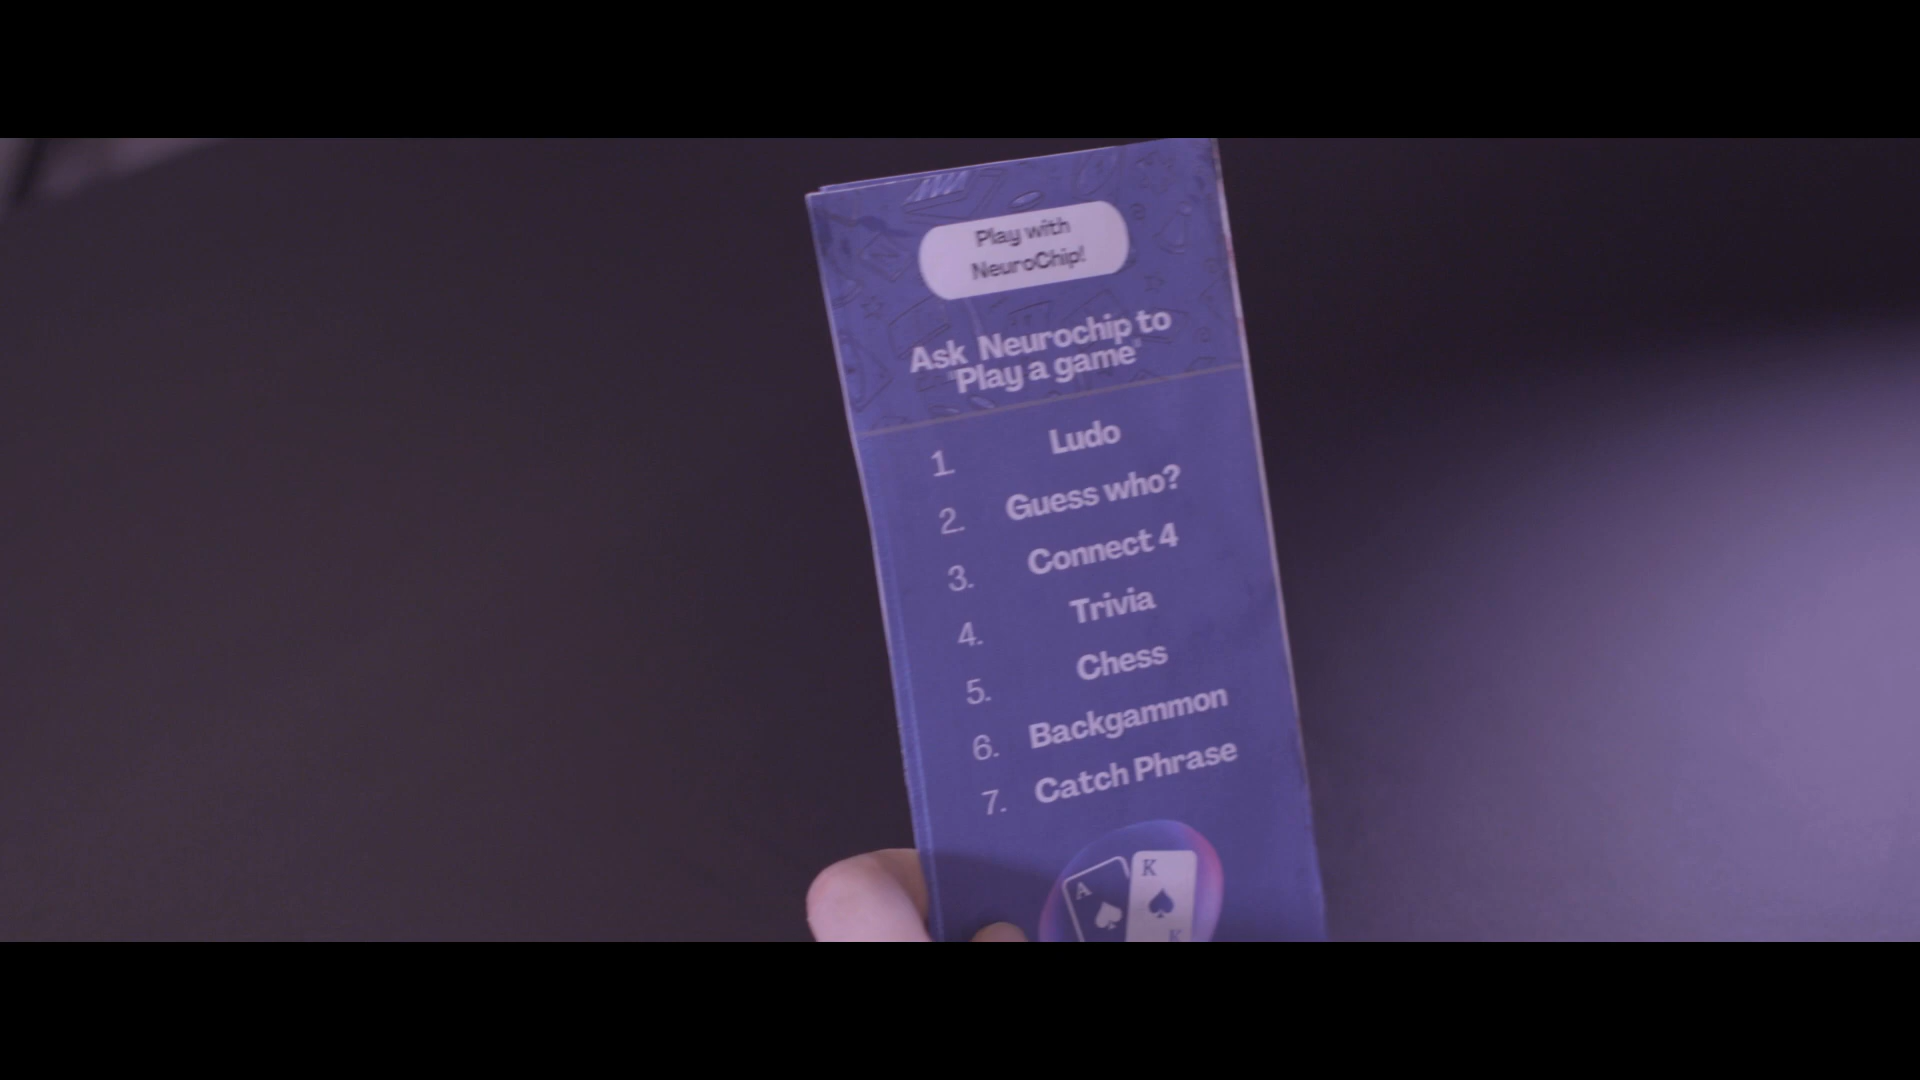 Play with
NeuroChip!
Ask Neurochip to
"Play a game"
1. Ludo
2. Guess who?
3. Connect 4
4. Trivia
5. Chess
6. Backgammon
7. Catch Phrase
A K
K